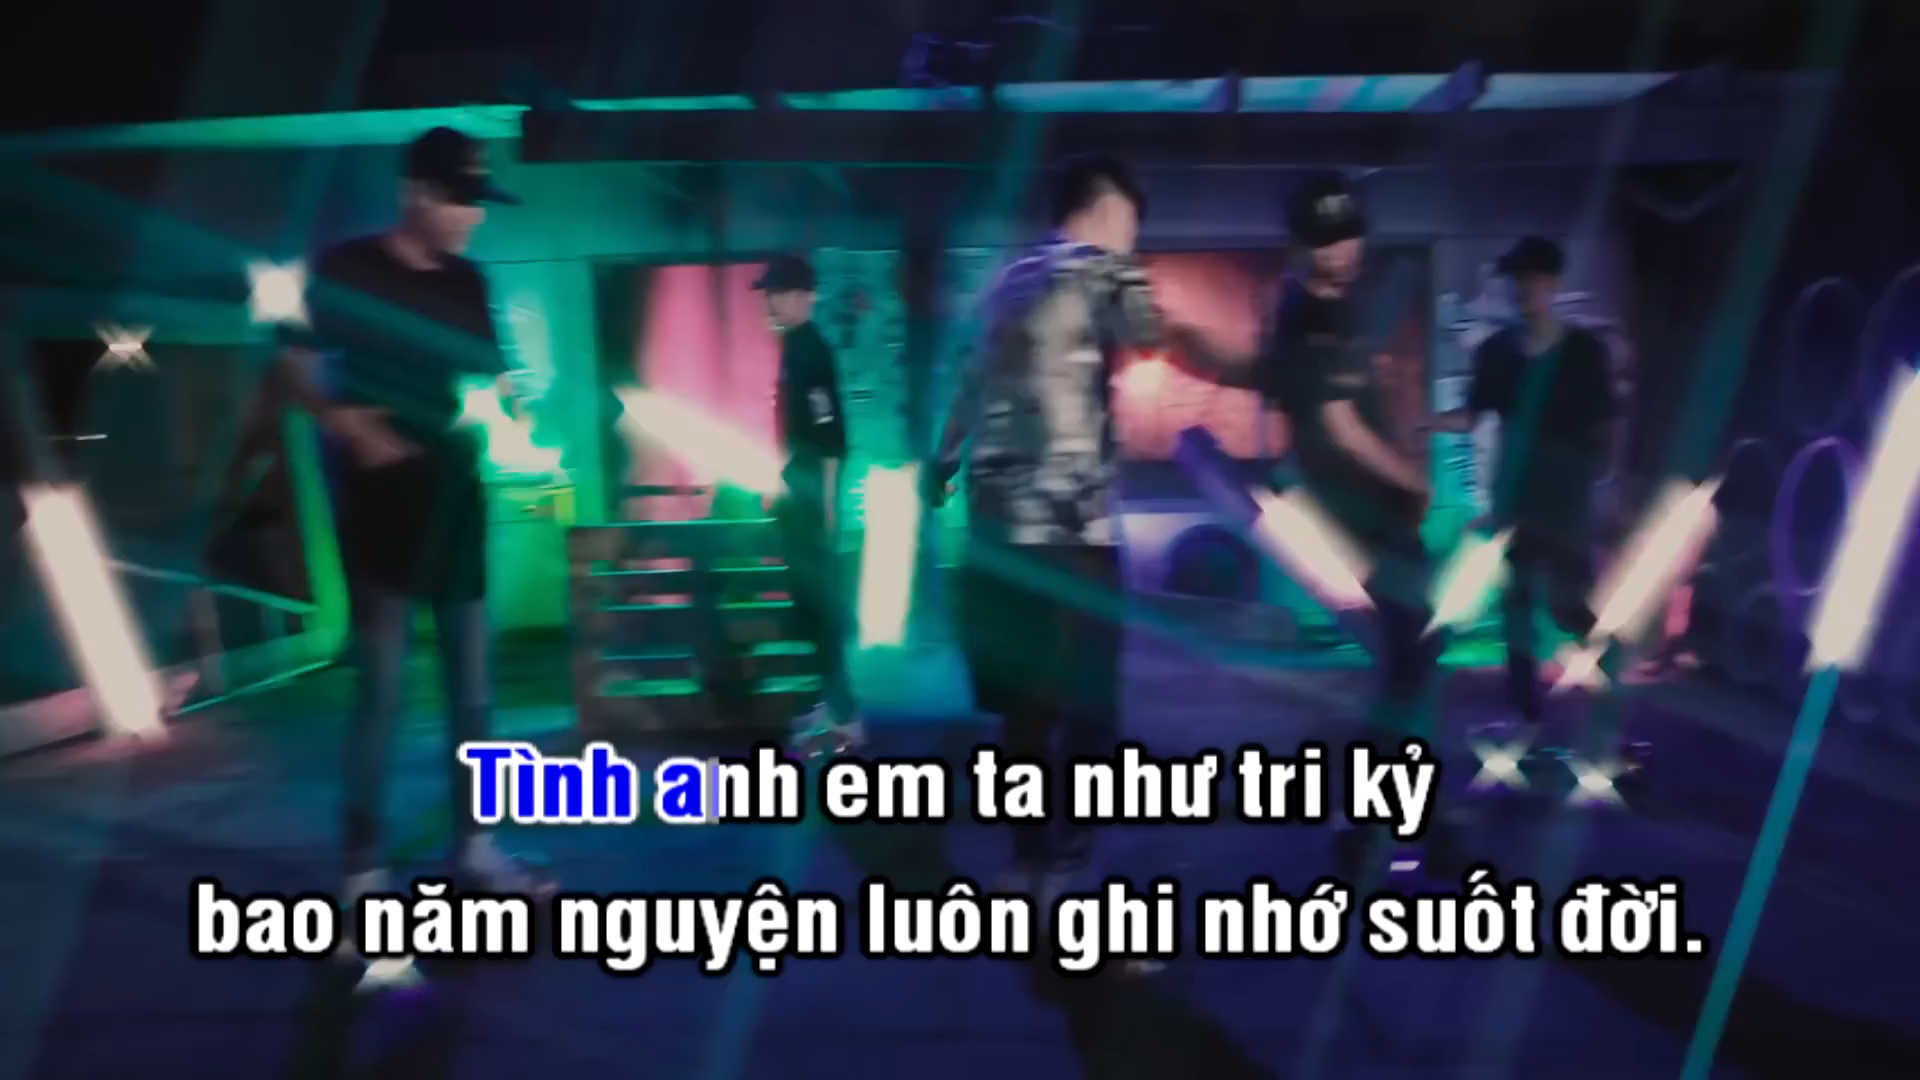 Tình anh em ta như tri kỷ
bao năm nguyện luôn ghi nhớ suốt đời.